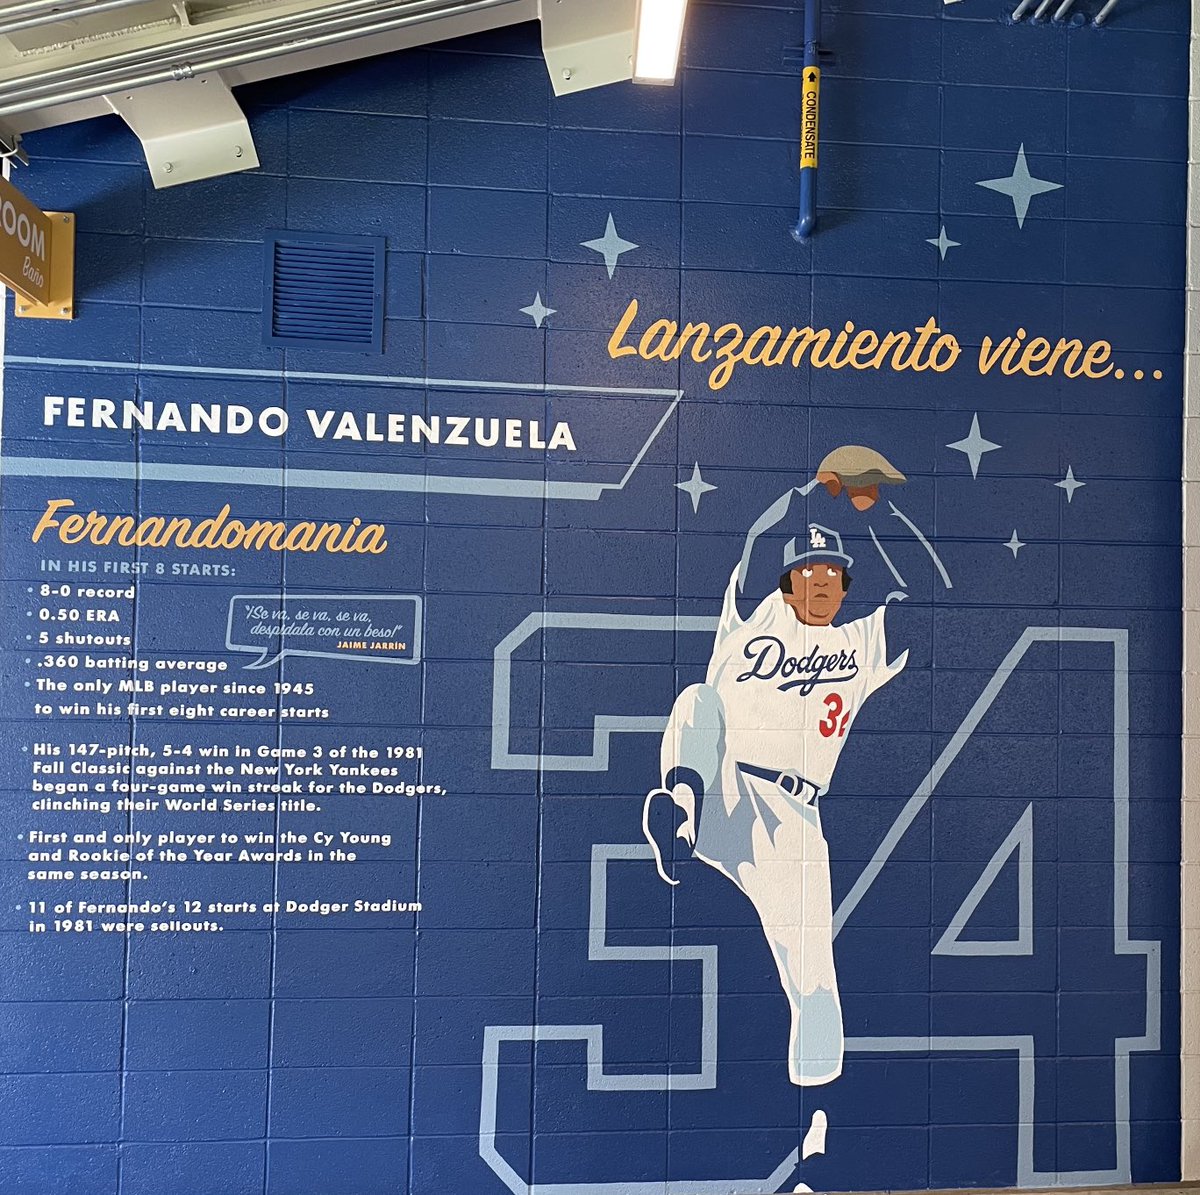 CONDENSATE
ROOM
Baño
Lanzamiento viene...
FERNANDO VALENZUELA
Fernandomania
IN HIS FIRST 8 STARTS:
• 8-0 record
• 0.50 ERA
• 5 shutouts
• .360 batting average
• The only MLB player since 1945
to win his first eight career starts
"¡Se va, se va, se va,
despídala con un beso!"
JAIME JARRÍN
• His 147-pitch, 5-4 win in Game 3 of the 1981
Fall Classic against the New York Yankees
began a four-game win streak for the Dodgers,
clinching their World Series title.
• First and only player to win the Cy Young
and Rookie of the Year Awards in the
same season.
• 11 of Fernando's 12 starts at Dodger Stadium
in 1981 were sellouts.
LA
Dodgers
34
34